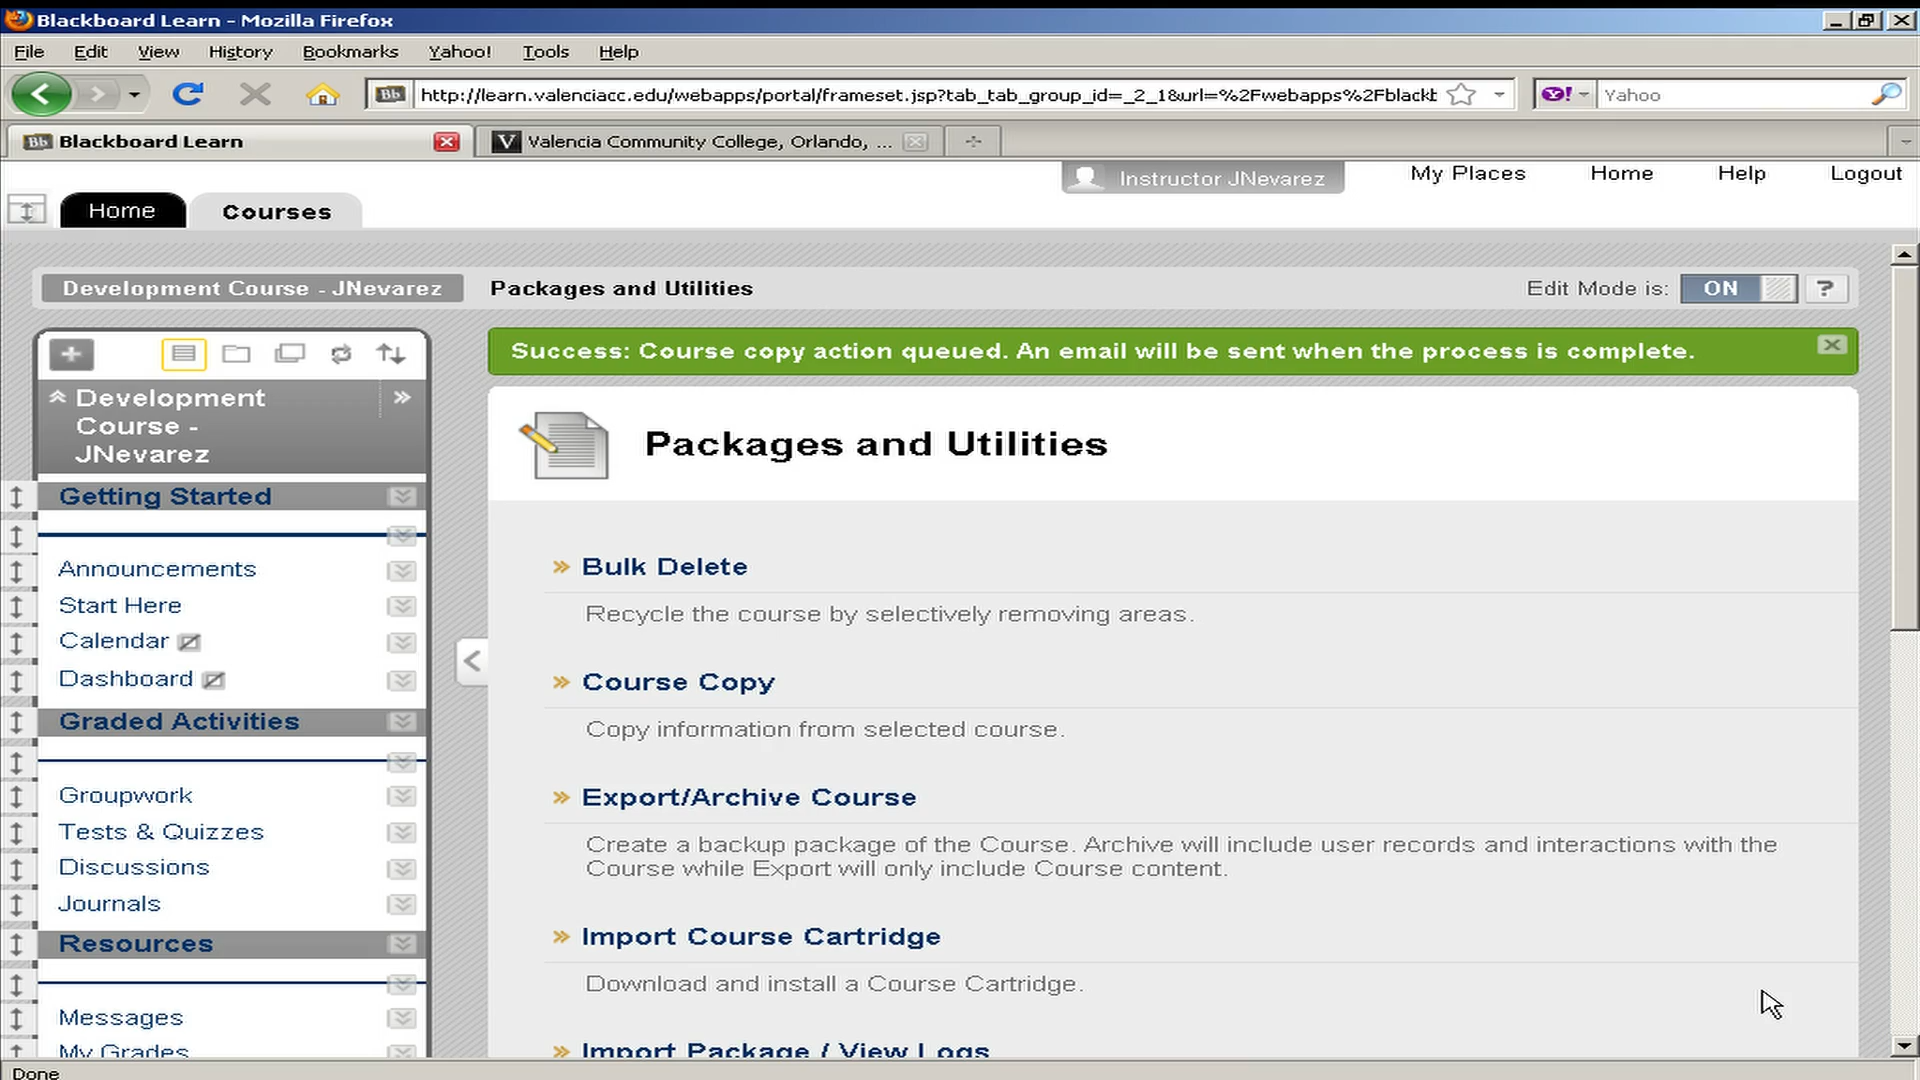 Blackboard Learn - Mozilla Firefox
File Edit View History Bookmarks Yahoo! Tools Help
Bb http://learn.valenciacc.edu/webapps/portal/frameset.jsp?tab_tab_group_id=_2_1&url=%2Fwebapps%2Fblackb Y! Yahoo
Bb Blackboard Learn V Valencia Community College, Orlando, ...
Instructor JNevarez My Places Home Help Logout
Home Courses
Development Course - JNevarez Packages and Utilities Edit Mode is: ON ?
Success: Course copy action queued. An email will be sent when the process is complete.
Development
Course -
JNevarez
Getting Started
Announcements
Start Here
Calendar
Dashboard
Graded Activities
Groupwork
Tests & Quizzes
Discussions
Journals
Resources
Messages
My Grades
Packages and Utilities
Bulk Delete
Recycle the course by selectively removing areas.
Course Copy
Copy information from selected course.
Export/Archive Course
Create a backup package of the Course. Archive will include user records and interactions with the
Course while Export will only include Course content.
Import Course Cartridge
Download and install a Course Cartridge.
Import Package / View Logs
Done